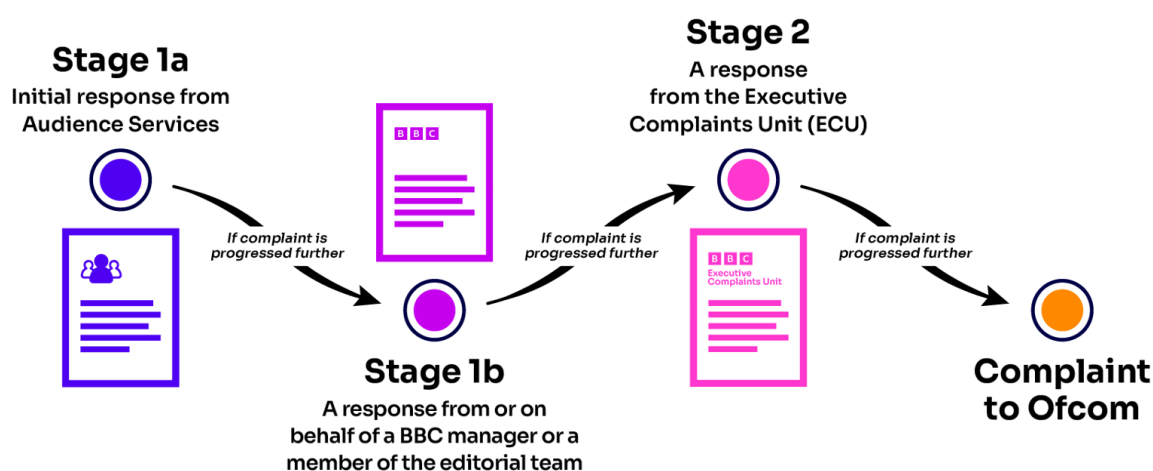 Stage 1a
Initial response from
Audience Services
If complaint is
progressed further
BBC
Stage 1b
A response from or on
behalf of a BBC manager or a
member of the editorial team
If complaint is
progressed further
Stage 2
A response
from the Executive
Complaints Unit (ECU)
BBC
Executive
Complaints Unit
If complaint is
progressed further
Complaint
to Ofcom